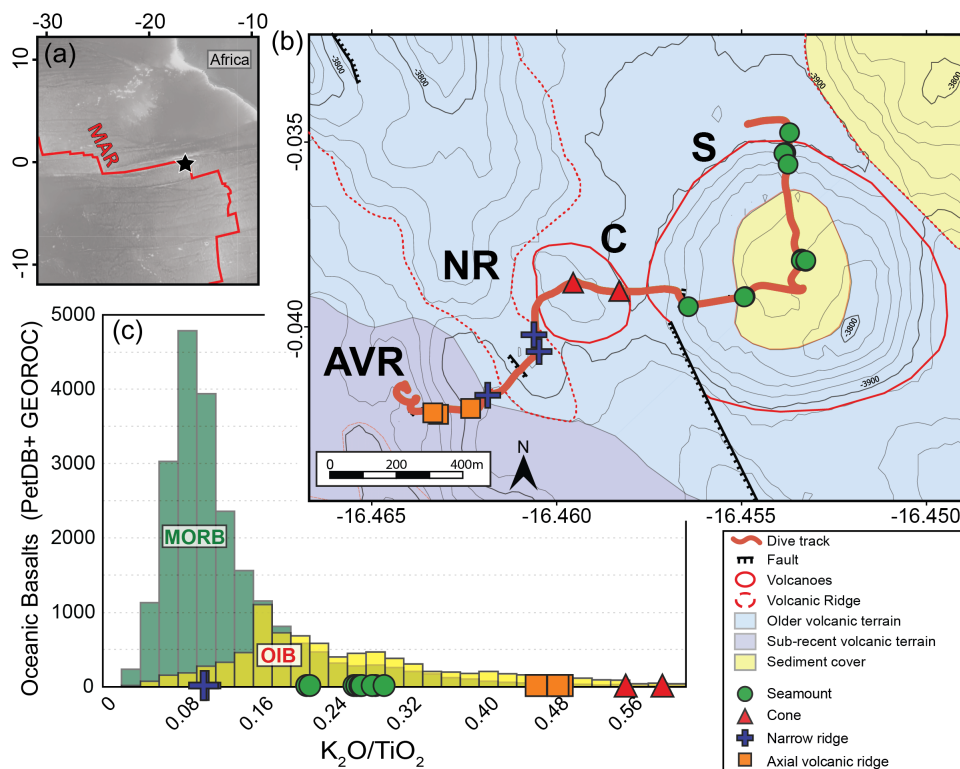 -30
-20
-10
(a)
Africa
10
0
-10
MAR
(b)
-3800
-3800
-3900
-3800
S
C
NR
AVR
-3800
-3900
-0.035
-0.040
N
0 200 400m
-16.465
-16.460
-16.455
-16.450
(c)
Oceanic Basalts (PetDB+ GEOROC)
5000
4000
3000
2000
1000
0
MORB
OIB
0
0.08
0.16
0.24
0.32
0.40
0.48
0.56
K₂O/TiO₂
Dive track
Fault
Volcanoes
Volcanic Ridge
Older volcanic terrain
Sub-recent volcanic terrain
Sediment cover
Seamount
Cone
Narrow ridge
Axial volcanic ridge